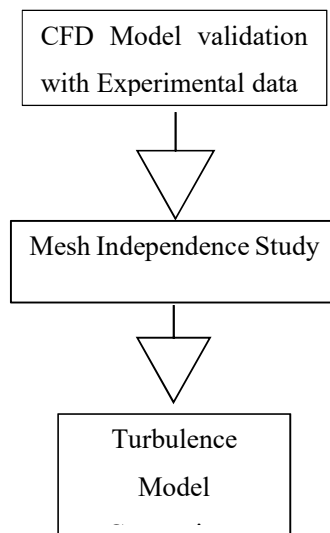 CFD Model validation
with Experimental data
Mesh Independence Study
Turbulence
Model